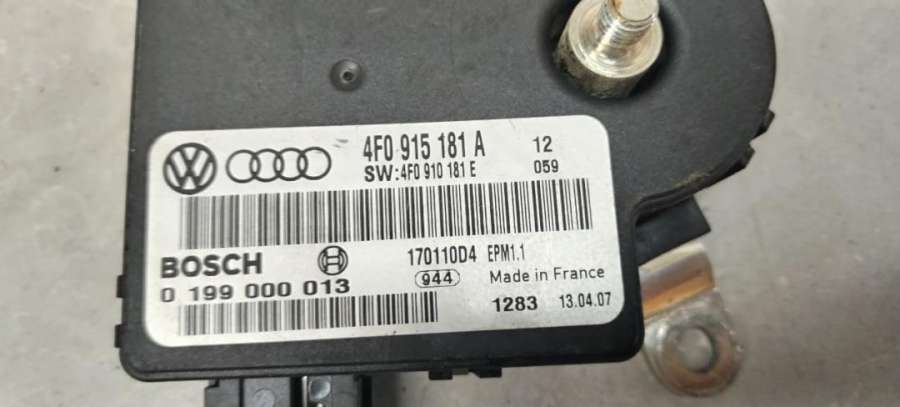 4F0 915 181 A 12
SW:4F0 910 181 E 059
BOSCH 170110D4 EPM1.1
0 199 000 013 944 Made in France
1283 13.04.07